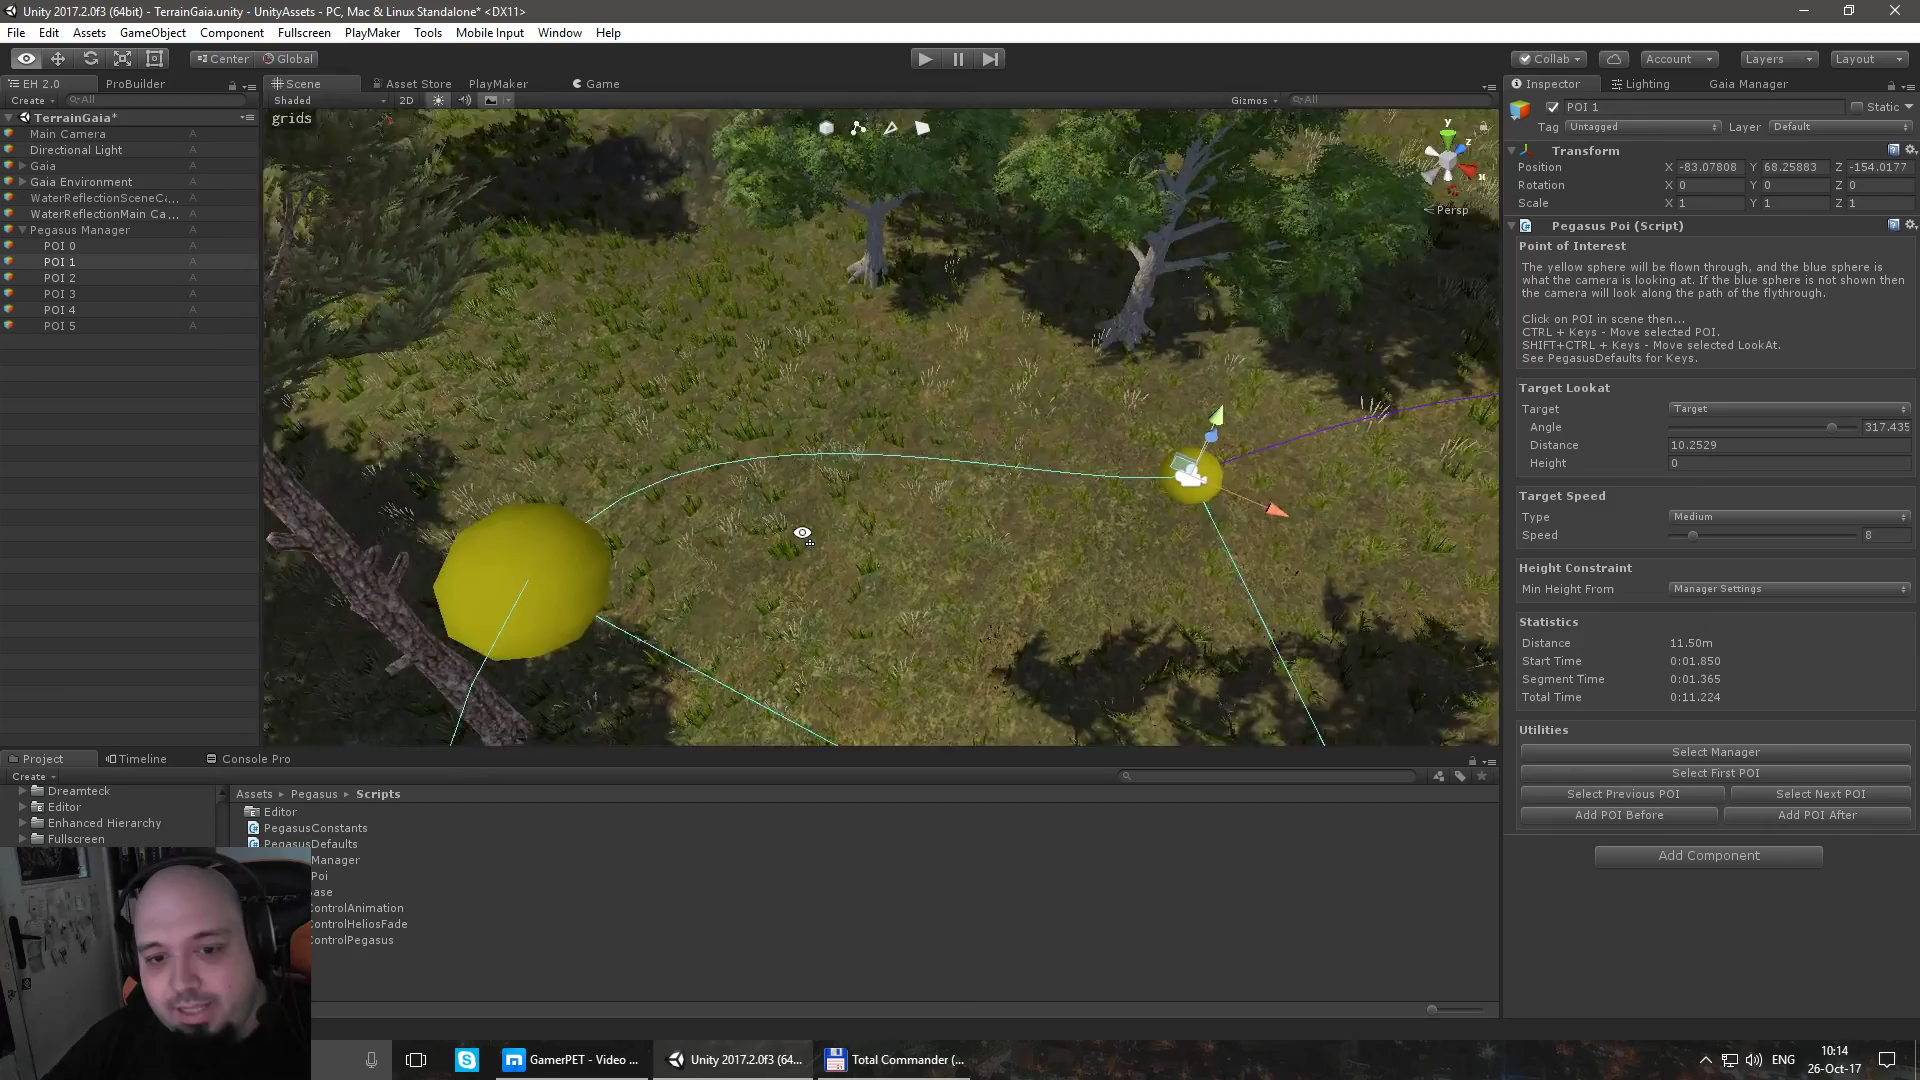 Unity 2017.2.0f3 (64bit) - TerrainGaia.unity - UnityAssets - PC, Mac & Linux Standalone* <DX11>
File Edit Assets GameObject Component Fullscreen PlayMaker Tools Mobile Input Window Help
Center Global Collab Account Layers Layout
EH 2.0 ProBuilder
Create All
TerrainGaia*
Main Camera A
Directional Light A
Gaia A
Gaia Environment A
WaterReflectionSceneCa... A
WaterReflectionMain Ca... A
Pegasus Manager A
POI 0 A
POI 1 A
POI 2 A
POI 3 A
POI 4 A
POI 5 A
Scene Asset Store PlayMaker Game
Shaded 2D Gizmos All
grids
y
z
x
Persp
Inspector Lighting Gaia Manager
POI 1 Static
Tag Untagged Layer Default
Transform
Position X -83.07808 Y 68.25883 Z -154.0177
Rotation X 0 Y 0 Z 0
Scale X 1 Y 1 Z 1
Pegasus Poi (Script)
Point of Interest
The yellow sphere will be flown through, and the blue sphere is
what the camera is looking at. If the blue sphere is not shown then
the camera will look along the path of the flythrough.
Click on POI in scene then...
CTRL + Keys - Move selected POI.
SHIFT+CTRL + Keys - Move selected LookAt.
See PegasusDefaults for Keys.
Target Lookat
Target Target
Angle 317.435
Distance 10.2529
Height 0
Target Speed
Type Medium
Speed 8
Height Constraint
Min Height From Manager Settings
Statistics
Distance 11.50m
Start Time 0:01.850
Segment Time 0:01.365
Total Time 0:11.224
Utilities
Select Manager
Select First POI
Select Previous POI Select Next POI
Add POI Before Add POI After
Add Component
Project Timeline Console Pro
Create
Dreamteck
Editor
Enhanced Hierarchy
Fullscreen
Assets Pegasus Scripts
Editor
PegasusConstants
PegasusDefaults
Manager
Poi
ase
ControlAnimation
ControlHeliosFade
ControlPegasus
GamerPET - Video ... Unity 2017.2.0f3 (64... Total Commander (...
ENG
10:14
26-Oct-17